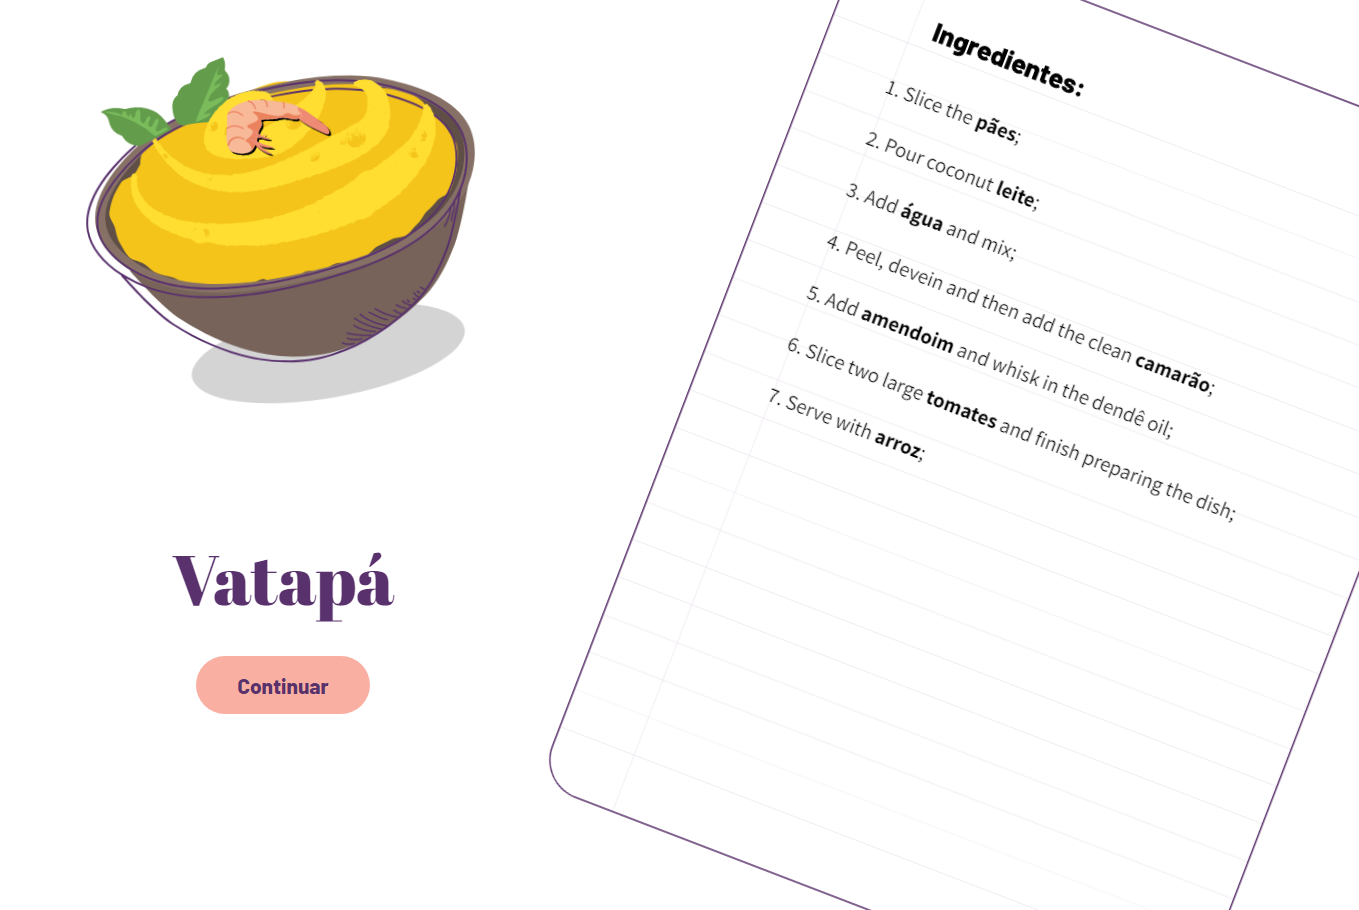 Ingredientes:
1. Slice the pães;
2. Pour coconut leite;
3. Add água and mix;
4. Peel, devein and then add the clean camarão;
5. Add amendoim and whisk in the dendê oil;
6. Slice two large tomates and finish preparing the dish;
7. Serve with arroz;
Vatapá
Continuar